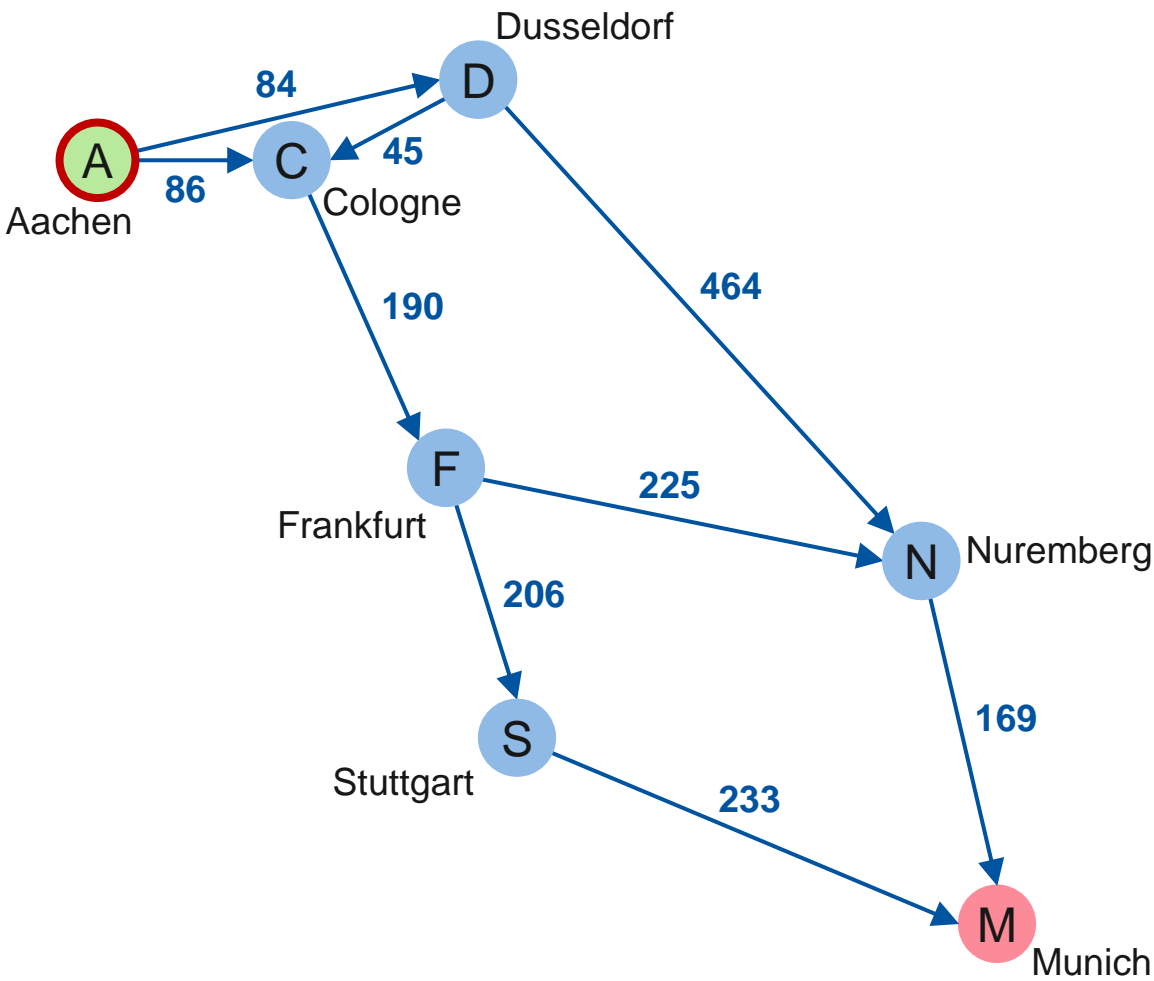 Dusseldorf
84
D
A
C
45
86
Cologne
Aachen
190
464
F
225
Frankfurt
N
Nuremberg
206
169
S
Stuttgart
233
M
Munich